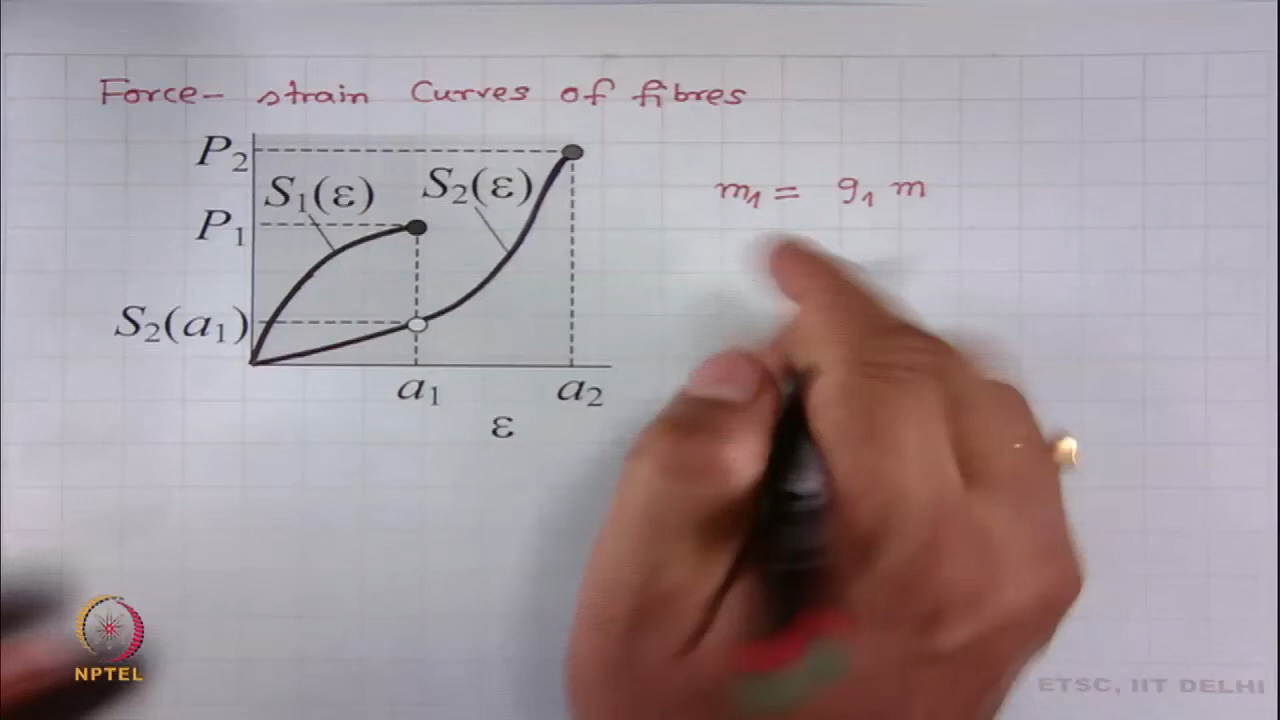 Force- strain Curves of fibres
P₂
S₁(ε) S₂(ε)
m₁ = g₁ m
P₁
S₂(a₁)
a₁ a₂
ε
NPTEL
ETSC, IIT DELHI